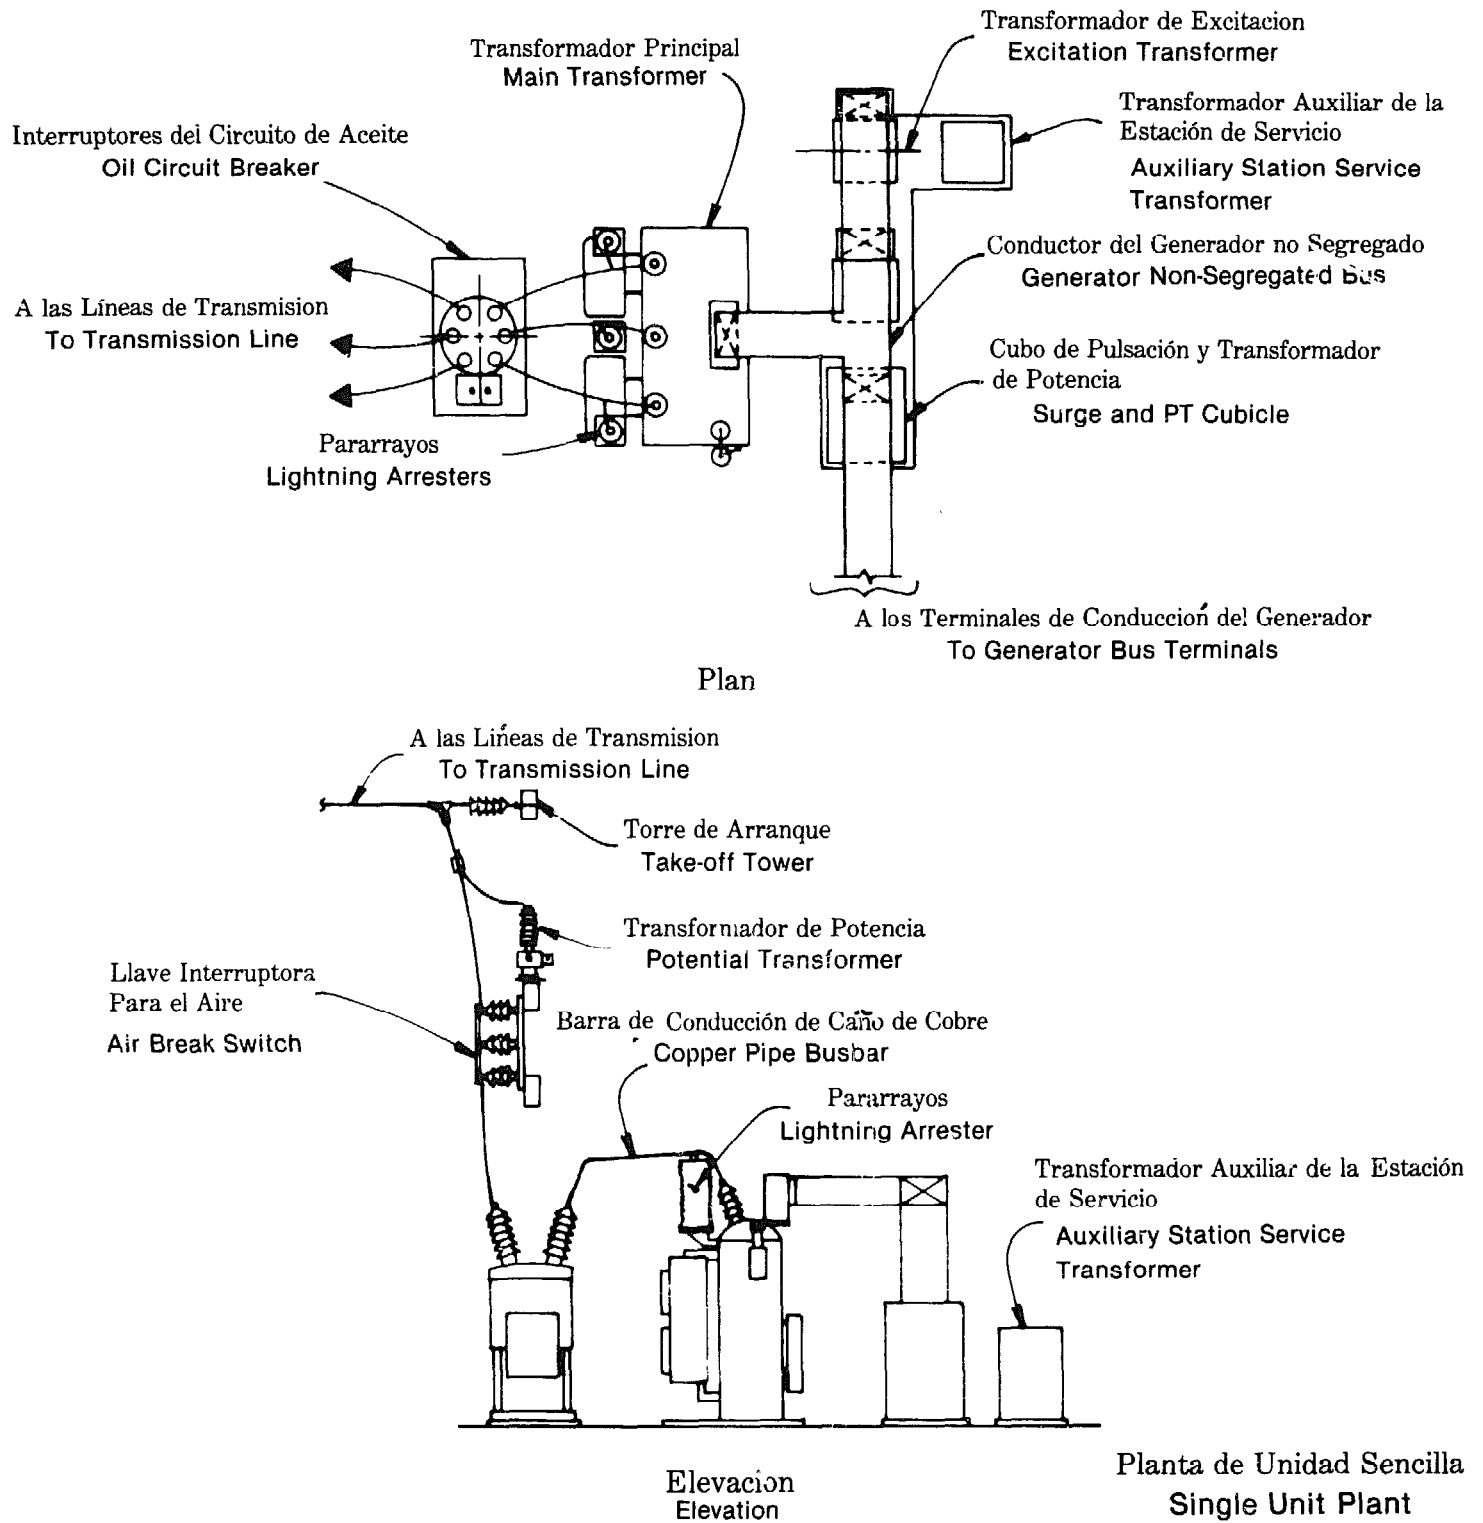 Transformador de Excitacion
Excitation Transformer
Transformador Principal
Main Transformer
Transformador Auxiliar de la
Estación de Servicio
Auxiliary Station Service
Transformer
Interruptores del Circuito de Aceite
Oil Circuit Breaker
Conductor del Generador no Segregado
Generator Non-Segregated Bus
A las Líneas de Transmision
To Transmission Line
Cubo de Pulsación y Transformador
de Potencia
Surge and PT Cubicle
Pararrayos
Lightning Arresters
A los Terminales de Conducción del Generador
To Generator Bus Terminals
Plan
A las Líneas de Transmision
To Transmission Line
Torre de Arranque
Take-off Tower
Transformador de Potencia
Potential Transformer
Llave Interruptora
Para el Aire
Air Break Switch
Barra de Conducción de Caño de Cobre
Copper Pipe Busbar
Pararrayos
Lightning Arrester
Transformador Auxiliar de la Estación
de Servicio
Auxiliary Station Service
Transformer
Elevacion
Elevation
Planta de Unidad Sencilla
Single Unit Plant